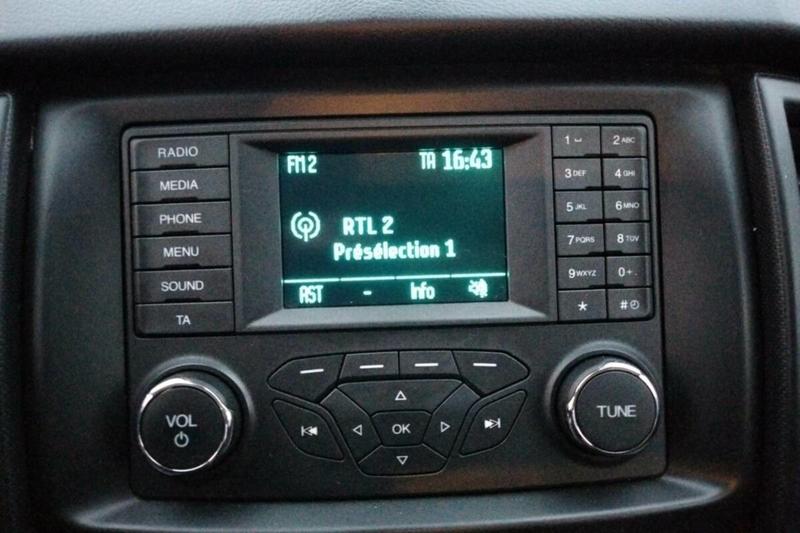 RADIO
MEDIA
PHONE
MENU
SOUND
TA
FM2 TA 16:43
RTL 2
Présélection 1
AST - Info
1 2 ABC
3 DEF 4 GHI
5 JKL 6 MNO
7 PQRS 8 TUV
9 WXYZ 0 +
* #
VOL
OK
TUNE